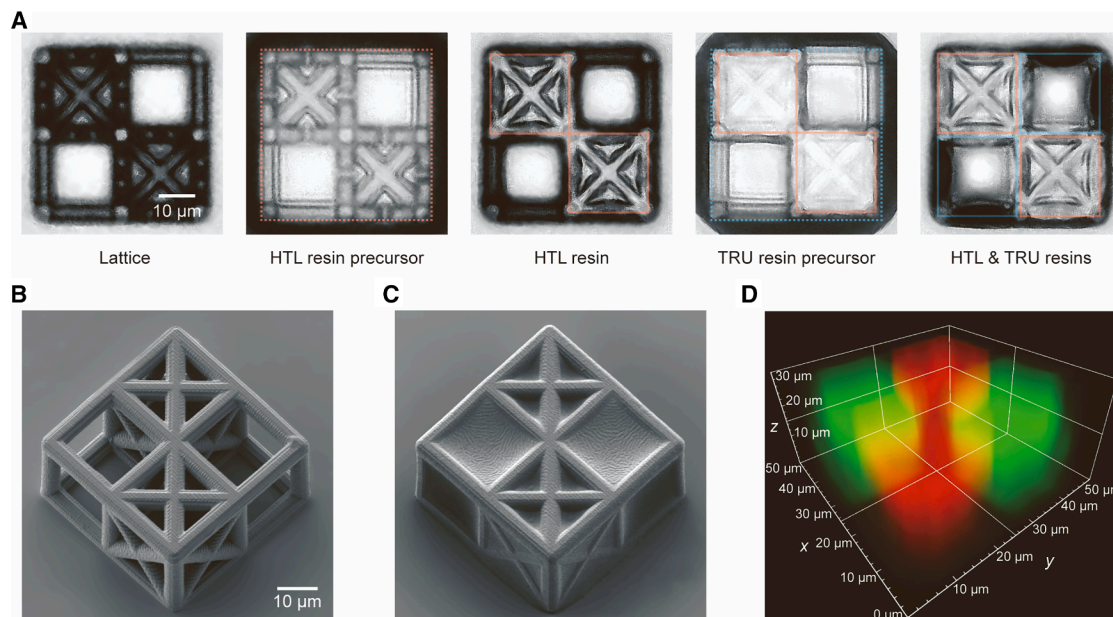 A
10 µm
Lattice
HTL resin precursor
HTL resin
TRU resin precursor
HTL & TRU resins
B
C
D
10 µm
30 µm
20 µm
10 µm
z
50 µm
40 µm
30 µm
x
20 µm
10 µm
0 µm
50 µm
40 µm
30 µm
y
20 µm
10 µm